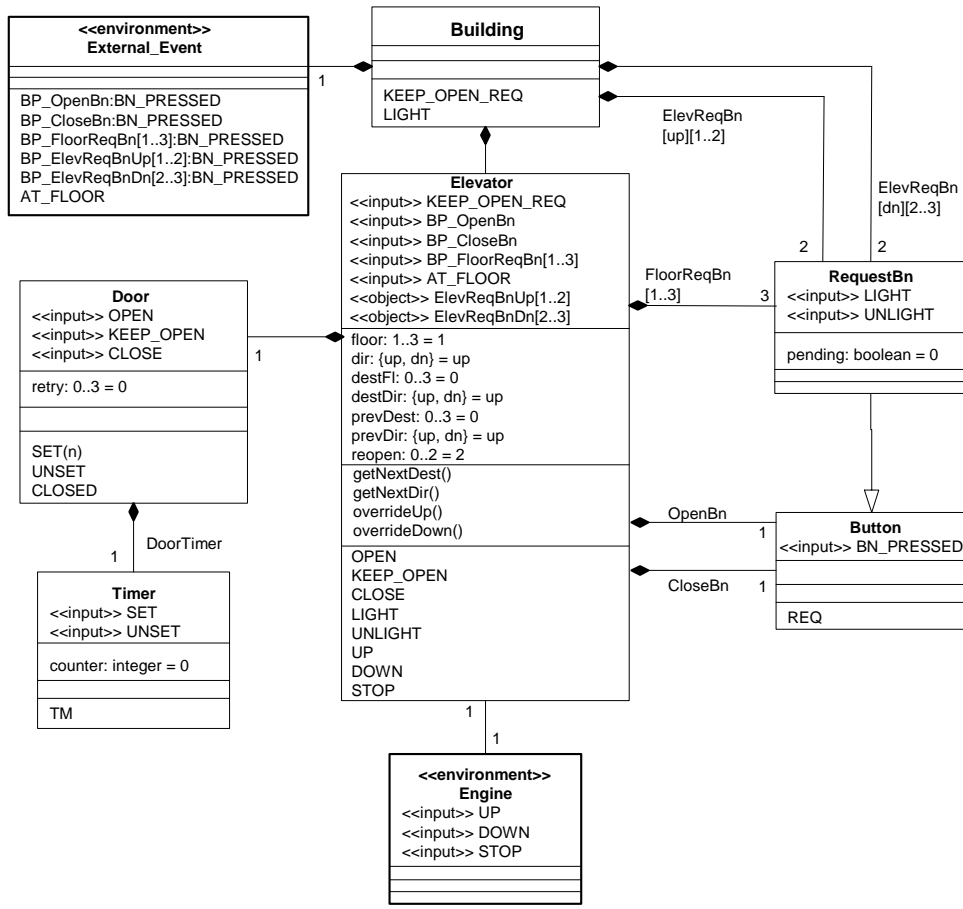 <<environment>>
External_Event
BP_OpenBn:BN_PRESSED
BP_CloseBn:BN_PRESSED
BP_FloorReqBn[1..3]:BN_PRESSED
BP_ElevReqBnUp[1..2]:BN_PRESSED
BP_ElevReqBnDn[2..3]:BN_PRESSED
AT_FLOOR
1
Building
KEEP_OPEN_REQ
LIGHT
ElevReqBn
[up][1..2]
ElevReqBn
[dn][2..3]
2
2
Elevator
<<input>> KEEP_OPEN_REQ
<<input>> BP_OpenBn
<<input>> BP_CloseBn
<<input>> BP_FloorReqBn[1..3]
<<input>> AT_FLOOR
<<object>> ElevReqBnUp[1..2]
<<object>> ElevReqBnDn[2..3]
floor: 1..3 = 1
dir: {up, dn} = up
destFl: 0..3 = 0
destDir: {up, dn} = up
prevDest: 0..3 = 0
prevDir: {up, dn} = up
reopen: 0..2 = 2
getNextDest()
getNextDir()
overrideUp()
overrideDown()
OPEN
KEEP_OPEN
CLOSE
LIGHT
UNLIGHT
UP
DOWN
STOP
FloorReqBn
[1..3]
3
RequestBn
<<input>> LIGHT
<<input>> UNLIGHT
pending: boolean = 0
Door
<<input>> OPEN
<<input>> KEEP_OPEN
<<input>> CLOSE
retry: 0..3 = 0
SET(n)
UNSET
CLOSED
1
DoorTimer
1
Timer
<<input>> SET
<<input>> UNSET
counter: integer = 0
TM
OpenBn
1
CloseBn
1
Button
<<input>> BN_PRESSED
REQ
1
1
<<environment>>
Engine
<<input>> UP
<<input>> DOWN
<<input>> STOP